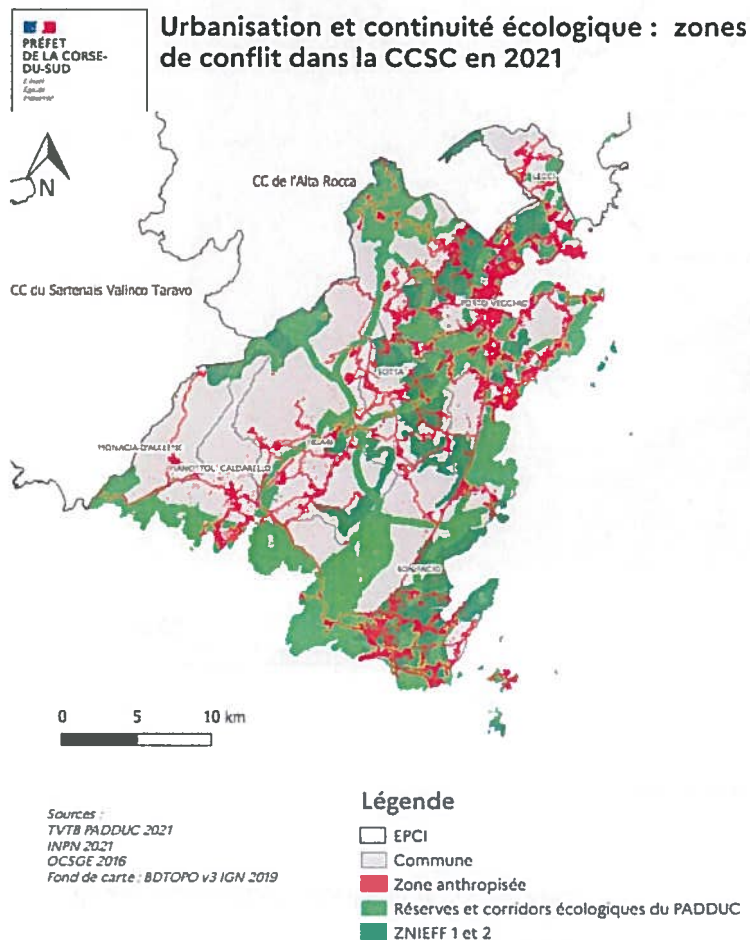 PRÉFET
DE LA CORSE-
DU-SUD
Urbanisation et continuité écologique : zones
de conflit dans la CCSC en 2021
N
CC de l'Alta Rocca
LECCI
CC du Sartenais Valinco Taravo
PORTO VECCHIO
SOTTA
FIGARI
MONACIA-D'AULLENE
PIANOTTOLI CALDARELLO
BONIFACIO
0 5 10 km
Sources :
TVTB PADDUC 2021
INPN 2021
OCSGE 2016
Fond de carte : BDTOPO v3 IGN 2019
Légende
EPCI
Commune
Zone anthropisée
Réserves et corridors écologiques du PADDUC
ZNIEFF 1 et 2